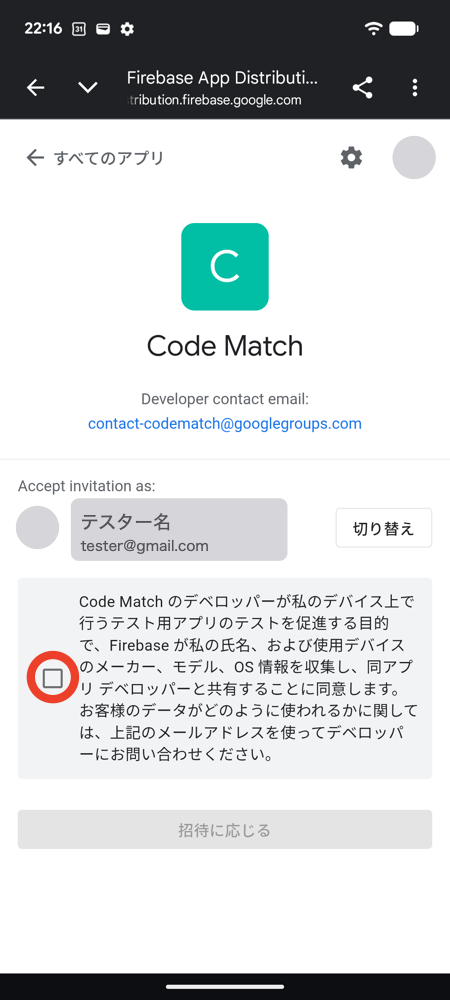 22:16
31
Firebase App Distributi...
tribution.firebase.google.com
すべてのアプリ
C
Code Match
Developer contact email:
contact-codematch@googlegroups.com
Accept invitation as:
テスター名
tester@gmail.com
切り替え
Code Match のデベロッパーが私のデバイス上で
行うテスト用アプリのテストを促進する目的
で、Firebase が私の氏名、および使用デバイス
のメーカー、モデル、OS 情報を収集し、同アプ
リ デベロッパーと共有することに同意します。
お客様のデータがどのように使われるかに関して
は、上記のメールアドレスを使ってデベロッパ
ーにお問い合わせください。
招待に応じる